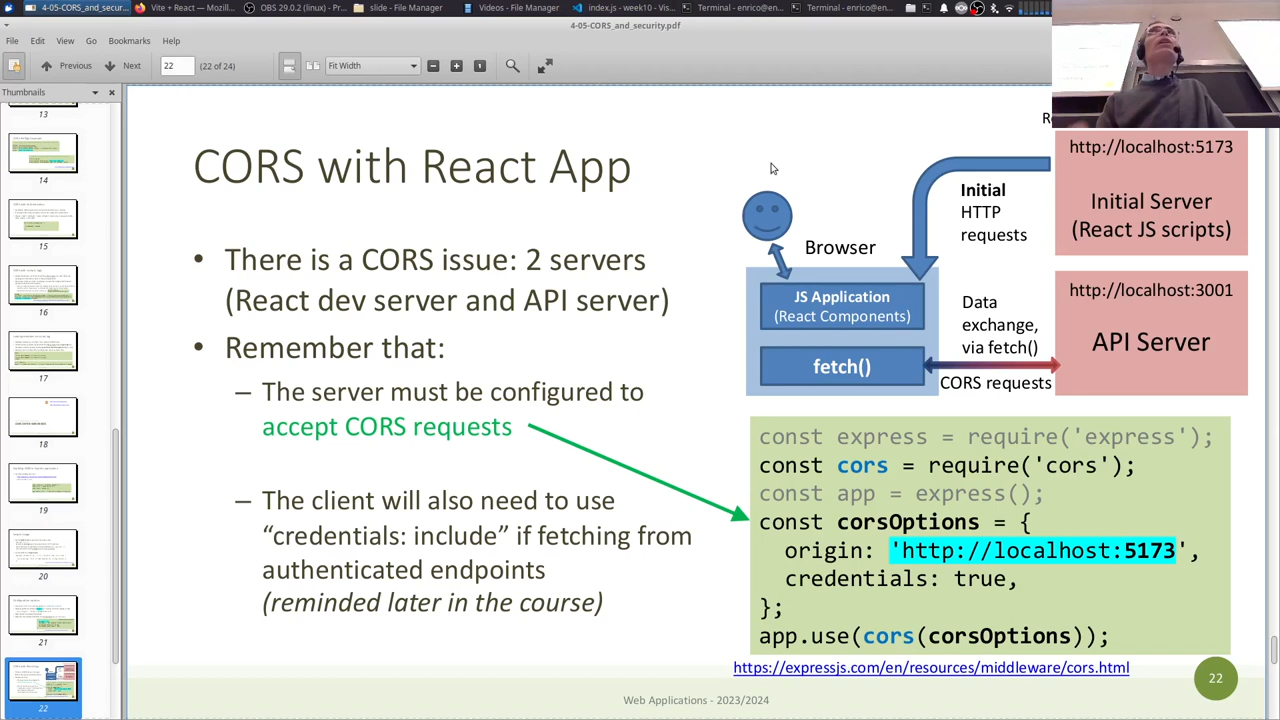 4-05-CORS_and_secur...
Vite + React — Mozill...
OBS 29.0.2 (linux) - Pr...
slide - File Manager
Videos - File Manager
index.js - week10 - Vis...
Terminal - enrico@en...
Terminal - enrico@en...
4-05-CORS_and_security.pdf
File Edit View Go Bookmarks Help
Previous Next 22 (22 of 24) Fit Width
Thumbnails
13
14
15
16
17
18
19
20
21
22
CORS with React App
• There is a CORS issue: 2 servers
(React dev server and API server)
• Remember that:
– The server must be configured to
accept CORS requests
– The client will also need to use
“credentials: include” if fetching from
authenticated endpoints
(reminded later in the course)
http://localhost:5173
Initial Server
(React JS scripts)
Initial
HTTP
requests
Browser
JS Application
(React Components)
fetch()
Data
exchange,
via fetch()
CORS requests
http://localhost:3001
API Server
const express = require('express');
const cors = require('cors');
const app = express();
const corsOptions = {
origin: 'http://localhost:5173',
credentials: true,
};
app.use(cors(corsOptions));
https://expressjs.com/en/resources/middleware/cors.html
Web Applications - 2023/2024
22